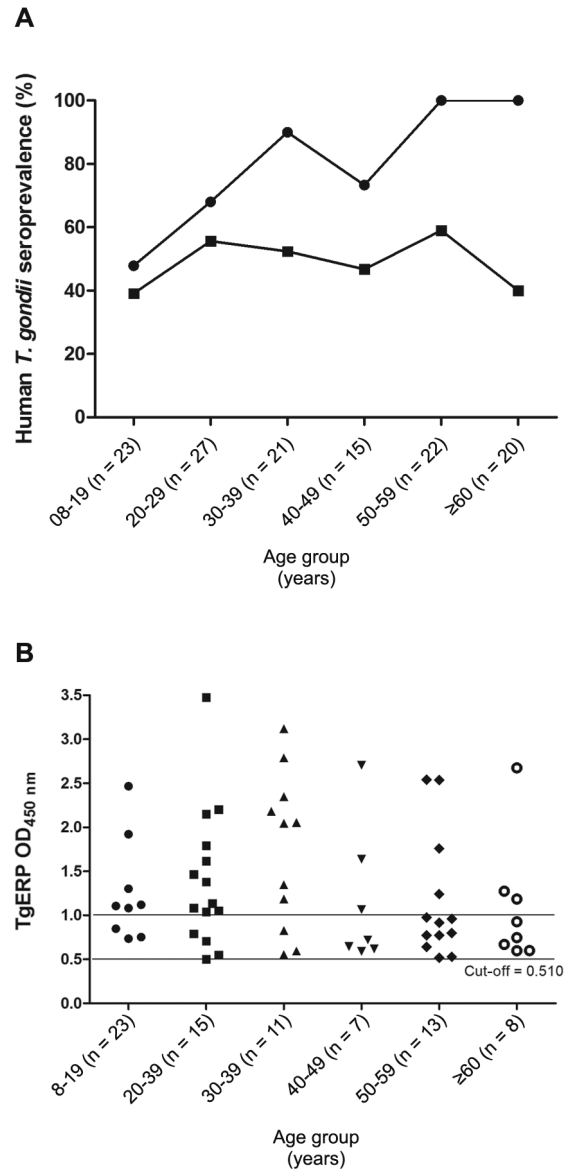 A
Human T. gondii seroprevalence (%)
100
80
60
40
20
0
08-19 (n = 23)
20-29 (n = 27)
30-39 (n = 21)
40-49 (n = 15)
50-59 (n = 22)
≥60 (n = 20)
Age group
(years)
B
TgERP OD450 nm
3.5
3.0
2.5
2.0
1.5
1.0
0.5
0.0
Cut-off = 0.510
8-19 (n = 23)
20-39 (n = 15)
30-39 (n = 11)
40-49 (n = 7)
50-59 (n = 13)
≥60 (n = 8)
Age group
(years)